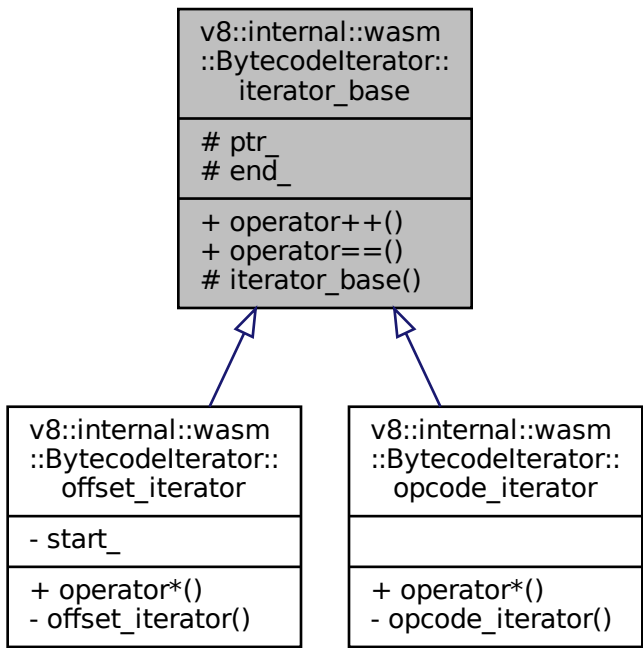 v8::internal::wasm
::BytecodeIterator::
iterator_base
# ptr_
# end_
+ operator++()
+ operator==()
# iterator_base()
v8::internal::wasm
::BytecodeIterator::
offset_iterator
- start_
+ operator*()
- offset_iterator()
v8::internal::wasm
::BytecodeIterator::
opcode_iterator
+ operator*()
- opcode_iterator()